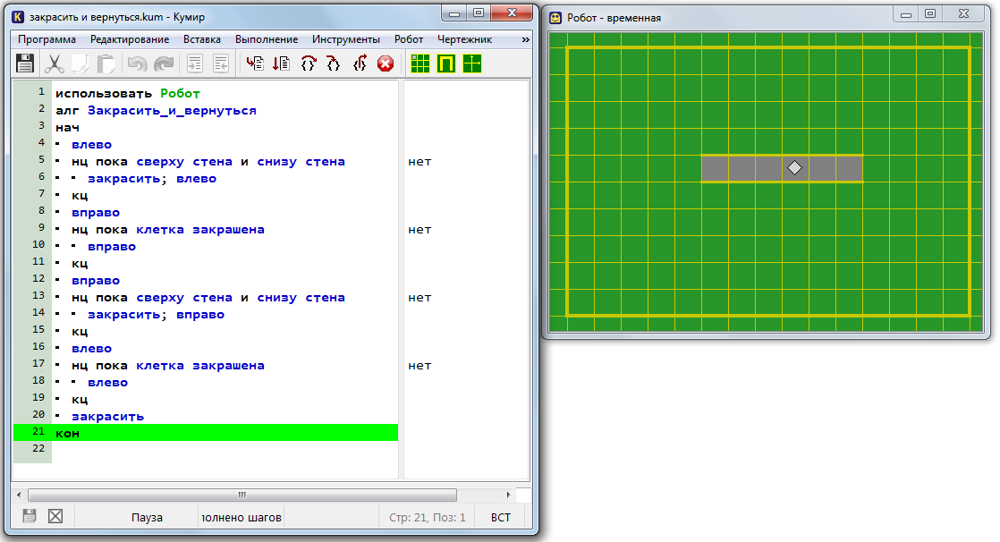 закрасить и вернуться.kum - Кумир
Программа Редактирование Вставка Выполнение Инструменты Робот Чертежник »
1 использовать Робот
2 алг Закрасить_и_вернуться
3 нач
4 влево
5 нц пока сверху стена и снизу стена нет
6 закрасить; влево
7 кц
8 вправо
9 нц пока клетка закрашена нет
10 вправо
11 кц
12 вправо
13 нц пока сверху стена и снизу стена нет
14 закрасить; вправо
15 кц
16 влево
17 нц пока клетка закрашена нет
18 влево
19 кц
20 закрасить
21 кон
22
Пауза олнено шагов Стр: 21, Поз: 1 ВСТ
Робот - временная